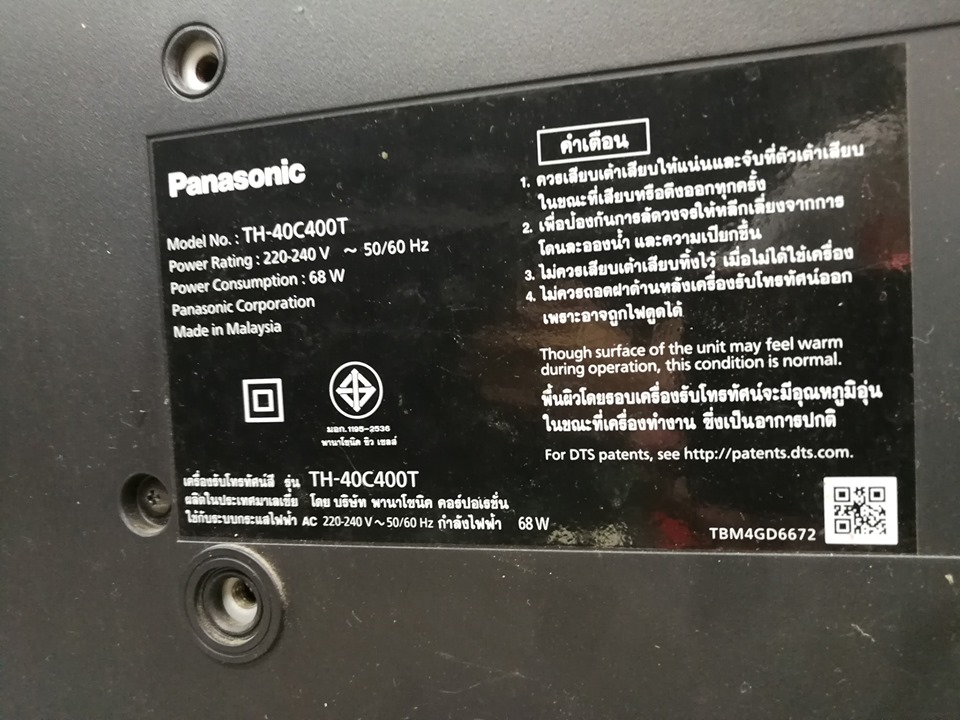 Panasonic
Model No. : TH-40C400T
Power Rating : 220-240 V ~ 50/60 Hz
Power Consumption : 68 W
Panasonic Corporation
Made in Malaysia
มอก.1195-2536
พานาโซนิค ซิว เซลส์
เครื่องรับโทรทัศน์สี รุ่น TH-40C400T
ผลิตในประเทศมาเลเซีย โดย บริษัท พานาโซนิค คอร์ปอเรชั่น
ใช้กับระบบกระแสไฟฟ้า AC 220-240 V ~ 50/60 Hz กำลังไฟฟ้า 68 W
คำเตือน
1. ควรเสียบเต้าเสียบให้แน่นและจับที่ตัวเต้าเสียบ
ในขณะที่เสียบหรือดึงออกทุกครั้ง
2. เพื่อป้องกันการลัดวงจรให้หลีกเลี่ยงจากการ
โดนละอองน้ำ และความเปียกชื้น
3. ไม่ควรเสียบเต้าเสียบทิ้งไว้ เมื่อไม่ได้ใช้เครื่อง
4. ไม่ควรถอดฝาด้านหลังเครื่องรับโทรทัศน์ออก
เพราะอาจถูกไฟดูดได้
Though surface of the unit may feel warm
during operation, this condition is normal.
พื้นผิวโดยรอบเครื่องรับโทรทัศน์จะมีอุณหภูมิอุ่น
ในขณะที่เครื่องทำงาน ซึ่งเป็นอาการปกติ
For DTS patents, see http://patents.dts.com.
TBM4GD6672